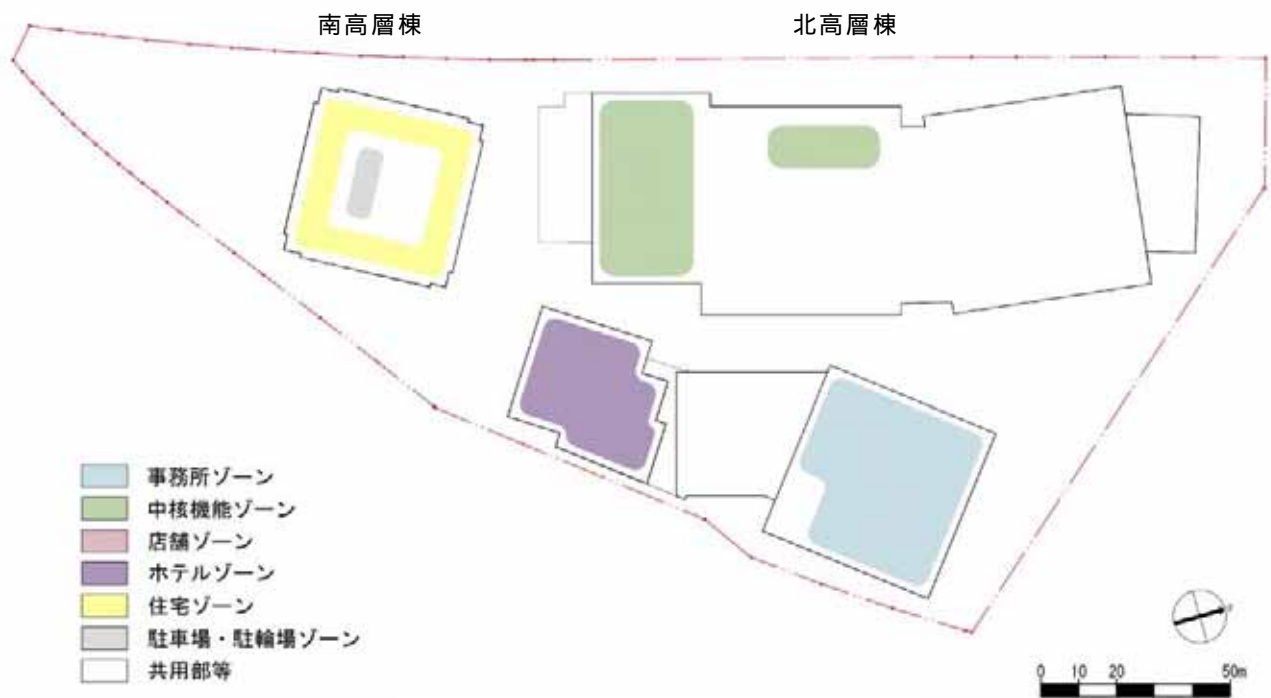 南高層棟
北高層棟
事務所ゾーン
中核機能ゾーン
店舗ゾーン
ホテルゾーン
住宅ゾーン
駐車場・駐輪場ゾーン
共用部等
0 10 20 50m